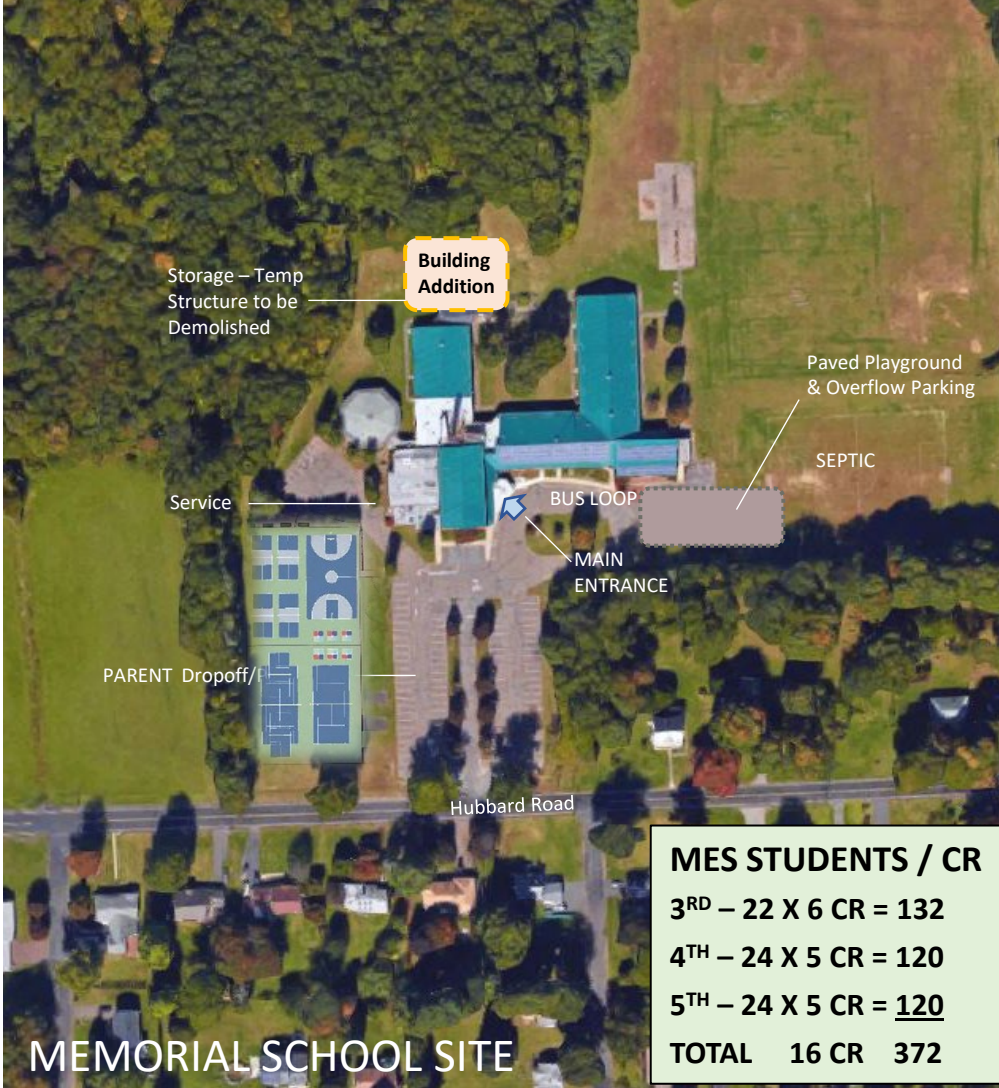 Building
Addition
Storage – Temp
Structure to be
Demolished
Paved Playground
& Overflow Parking
SEPTIC
Service
BUS LOOP
MAIN
ENTRANCE
PARENT Dropoff/
Hubbard Road
MES STUDENTS / CR
3RD – 22 X 6 CR = 132
4TH – 24 X 5 CR = 120
5TH – 24 X 5 CR = 120
TOTAL 16 CR 372
MEMORIAL SCHOOL SITE